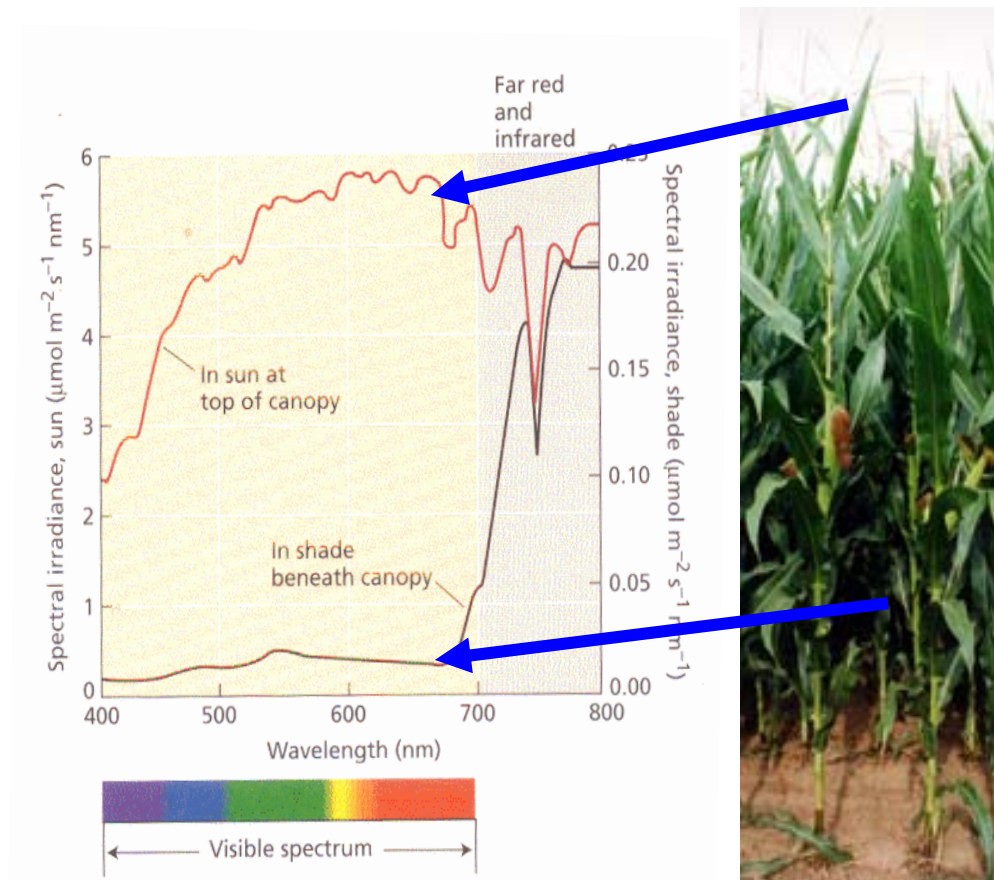 Far red
and
infrared
6
5
4
3
2
1
0
Spectral irradiance, sun (μmol m−2 s−1 nm−1)
0.25
0.20
0.15
0.10
0.05
0.00
Spectral irradiance, shade (μmol m−2 s−1 nm−1)
In sun at
top of canopy
In shade
beneath canopy
400 500 600 700 800
Wavelength (nm)
Visible spectrum